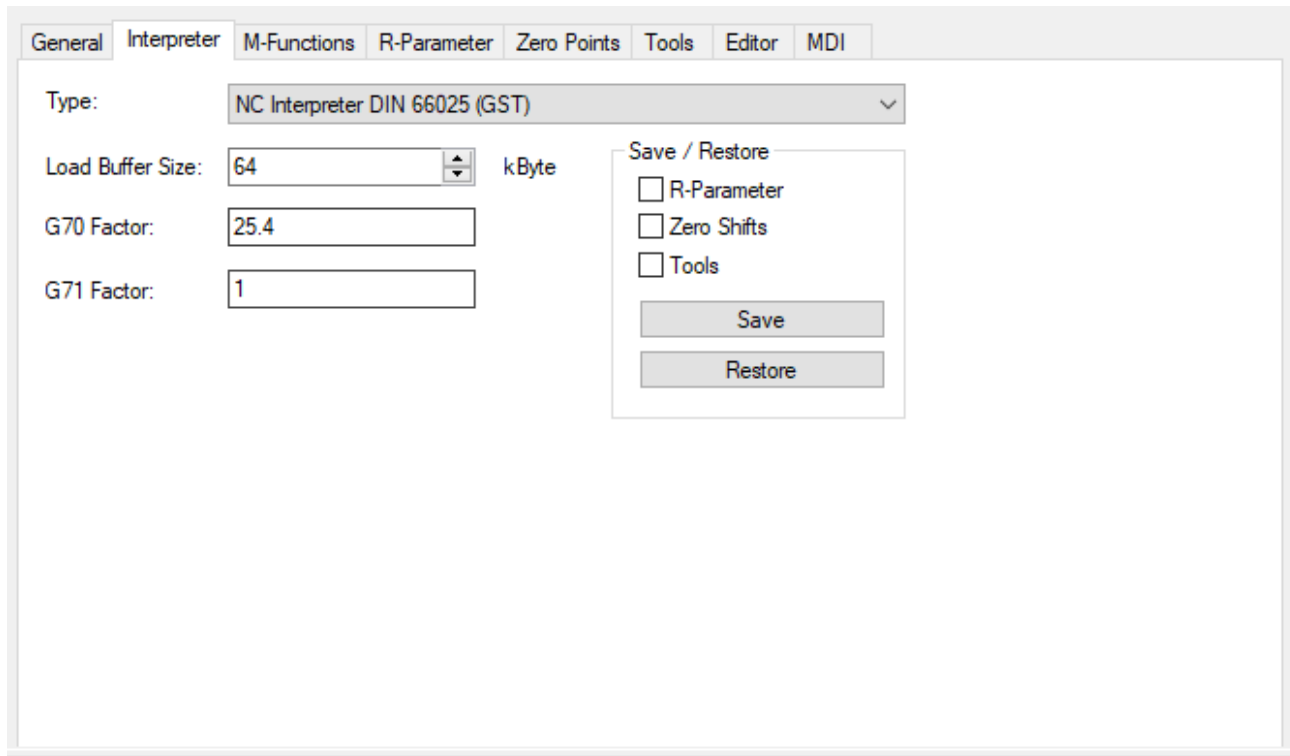 General Interpreter M-Functions R-Parameter Zero Points Tools Editor MDI
Type: NC Interpreter DIN 66025 (GST)
Load Buffer Size: 64 kByte
G70 Factor: 25.4
G71 Factor: 1
Save / Restore
R-Parameter
Zero Shifts
Tools
Save
Restore